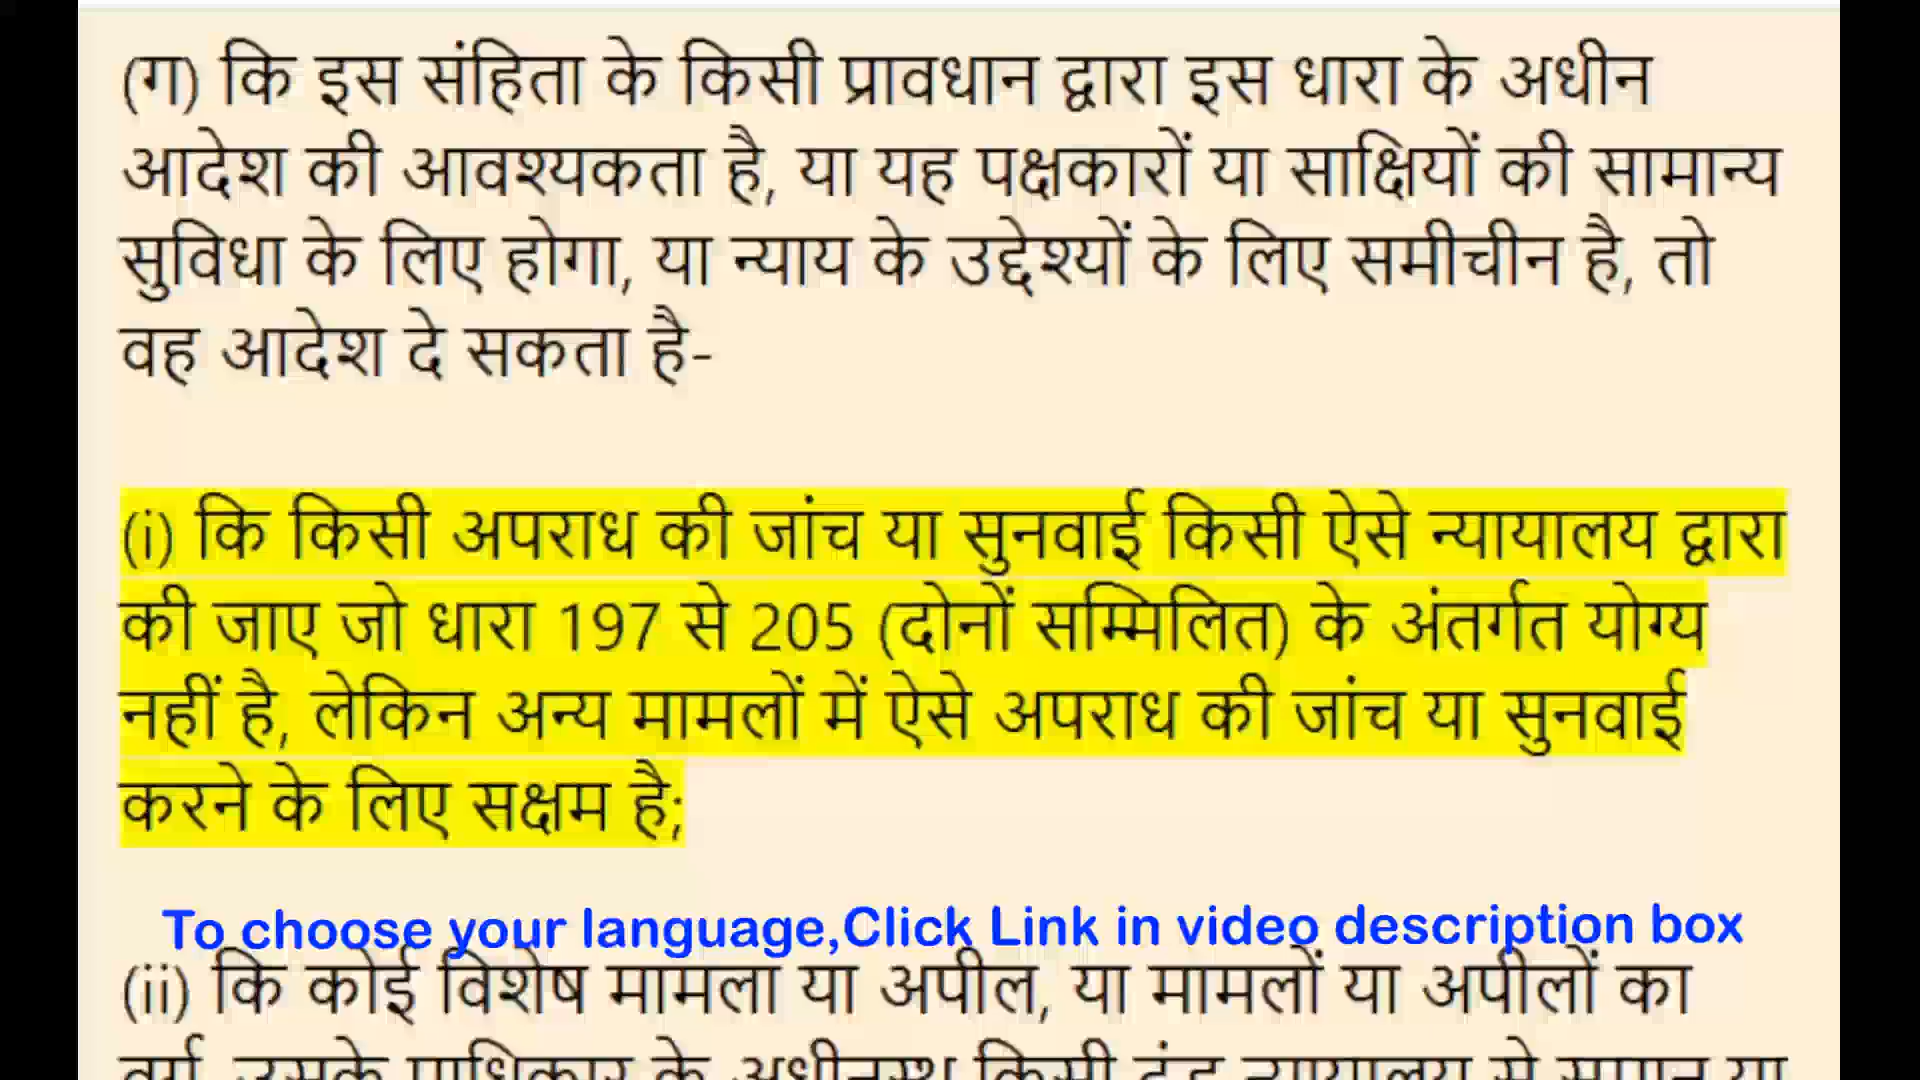 (ग) कि इस संहिता के किसी प्रावधान द्वारा इस धारा के अधीन
आदेश की आवश्यकता है, या यह पक्षकारों या साक्षियों की सामान्य
सुविधा के लिए होगा, या न्याय के उद्देश्यों के लिए समीचीन है, तो
वह आदेश दे सकता है-
(i) कि किसी अपराध की जांच या सुनवाई किसी ऐसे न्यायालय द्वारा
की जाए जो धारा 197 से 205 (दोनों सम्मिलित) के अंतर्गत योग्य
नहीं है, लेकिन अन्य मामलों में ऐसे अपराध की जांच या सुनवाई
करने के लिए सक्षम है;
To choose your language,Click Link in video description box
(ii) कि कोई विशेष मामला या अपील, या मामलों या अपीलों का